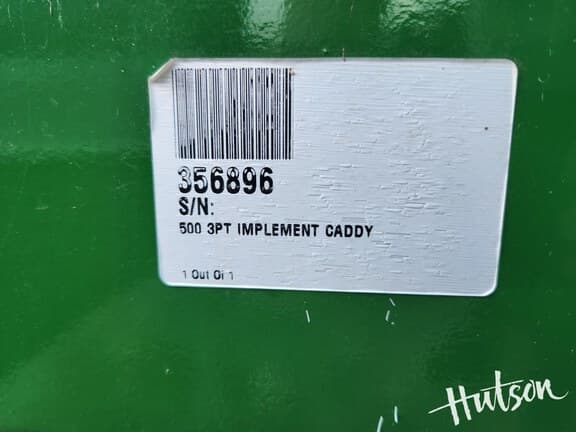 356896
S/N:
500 3PT IMPLEMENT CADDY
1 Out Of 1
Hutson